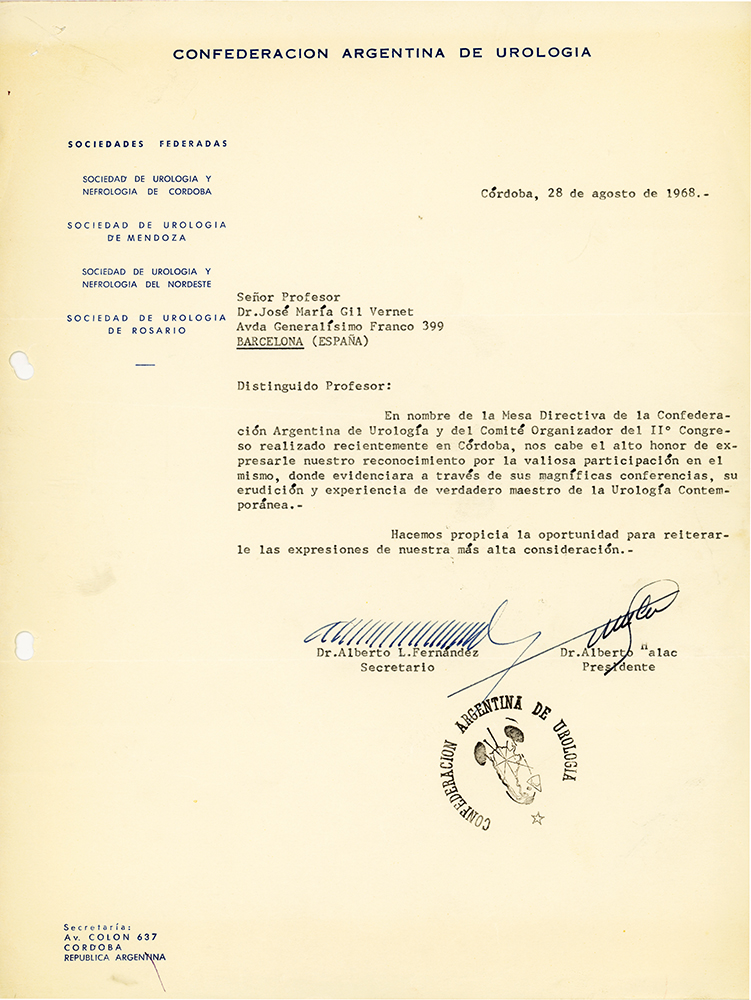 CONFEDERACION ARGENTINA DE UROLOGIA
SOCIEDADES FEDERADAS
SOCIEDAD DE UROLOGIA Y
NEFROLOGIA DE CORDOBA
SOCIEDAD DE UROLOGIA
DE MENDOZA
SOCIEDAD DE UROLOGIA Y
NEFROLOGIA DEL NORDESTE
SOCIEDAD DE UROLOGIA
DE ROSARIO
Córdoba, 28 de agosto de 1968.-
Señor Profesor
Dr.José María Gil Vernet
Avda Generalísimo Franco 399
BARCELONA (ESPAÑA)
Distinguido Profesor:
En nombre de la Mesa Directiva de la Confedera-
ción Argentina de Urología y del Comité Organizador del II° Congre-
so realizado recientemente en Córdoba, nos cabe el alto honor de ex-
presarle nuestro reconocimiento por la valiosa participación en el
mismo, donde evidenciara a través de sus magníficas conferencias, su
erudición y experiencia de verdadero maestro de la Urología Contem-
poránea.-
Hacemos propicia la oportunidad para reiterar-
le las expresiones de nuestra más alta consideración.-
Dr.Alberto L.Fernández
Secretario
Dr.Alberto
Presidente
CONFEDERACION ARGENTINA DE UROLOGIA
Secretaría:
Av. COLON 637
CORDOBA
REPUBLICA ARGENTINA